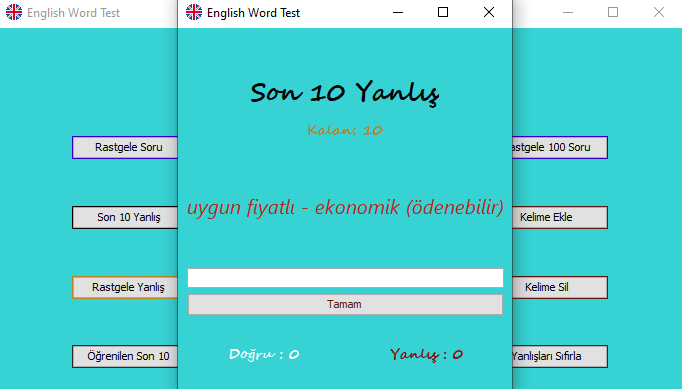 English Word Test
English Word Test
Son 10 Yanlış
Kalan: 10
Rastgele Soru
astgele 100 Soru
uygun fiyatlı - ekonomik (ödenebilir)
Son 10 Yanlış
Kelime Ekle
Rastgele Yanlış
Kelime Sil
Tamam
Öğrenilen Son 10
Doğru : 0
Yanlış : 0
Yanlışları Sıfırla